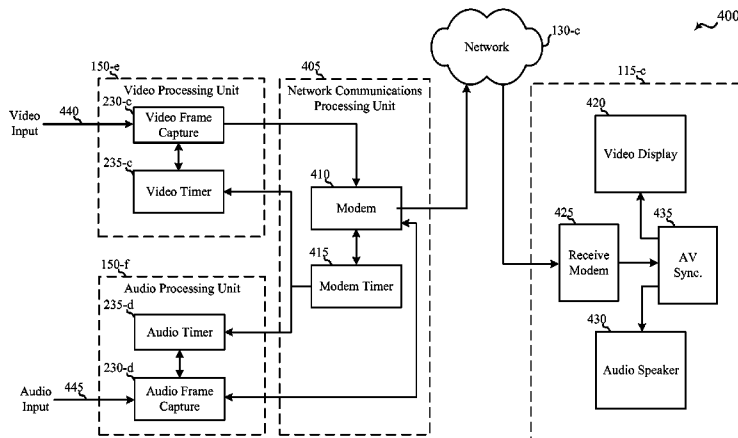 400
130-c
Network
150-e
Video Processing Unit
405
Network Communications
Processing Unit
115-c
Video
Input
440
230-c
Video Frame
Capture
235-c
Video Timer
410
Modem
415
Modem Timer
420
Video Display
425
Receive
Modem
435
AV
Sync.
430
Audio Speaker
150-f
Audio Processing Unit
235-d
Audio Timer
230-d
Audio Frame
Capture
Audio
Input
445